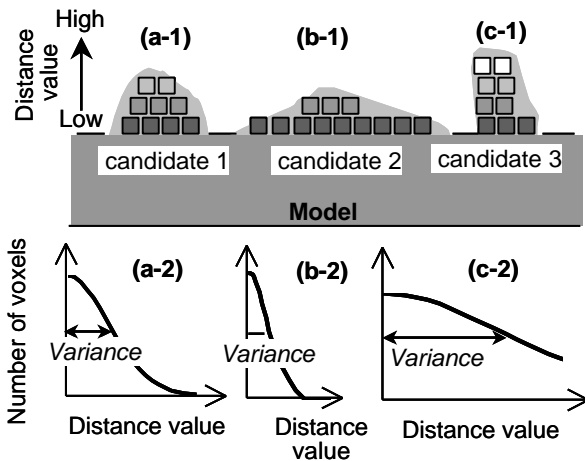 High
Distance
value
Low
(a-1)
(b-1)
(c-1)
candidate 1
candidate 2
candidate 3
Model
Number of voxels
(a-2)
(b-2)
(c-2)
Variance
Variance
Variance
Distance value
Distance
value
Distance value